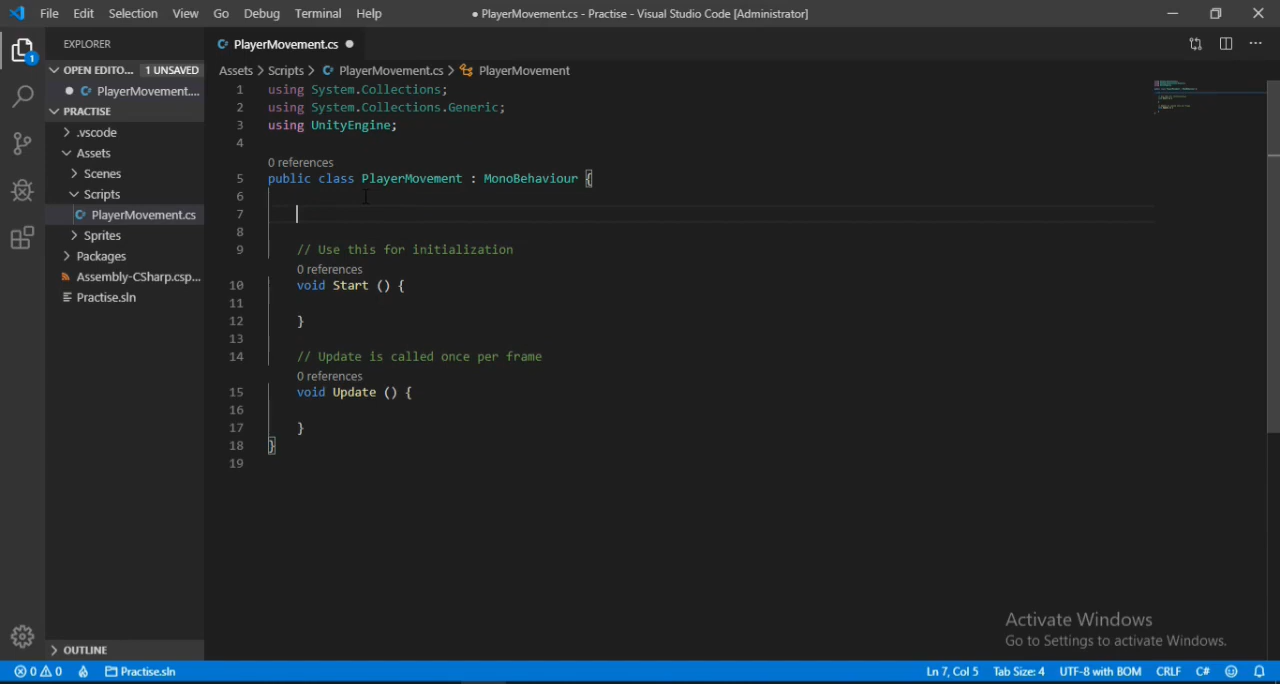 File Edit Selection View Go Debug Terminal Help
● PlayerMovement.cs - Practise - Visual Studio Code [Administrator]
EXPLORER
PlayerMovement.cs ●
OPEN EDITO... 1 UNSAVED
● PlayerMovement....
PRACTISE
.vscode
Assets
Scenes
Scripts
PlayerMovement.cs
Sprites
Packages
Assembly-CSharp.csp...
Practise.sln
OUTLINE
1
Assets > Scripts > PlayerMovement.cs > PlayerMovement
1 using System.Collections;
2 using System.Collections.Generic;
3 using UnityEngine;
4
0 references
5 public class PlayerMovement : MonoBehaviour {
6
7
8
9 // Use this for initialization
0 references
10 void Start () {
11
12 }
13
14 // Update is called once per frame
0 references
15 void Update () {
16
17 }
18 }
19
Activate Windows
Go to Settings to activate Windows.
0 0 Practise.sln
Ln 7, Col 5 Tab Size: 4 UTF-8 with BOM CRLF C#